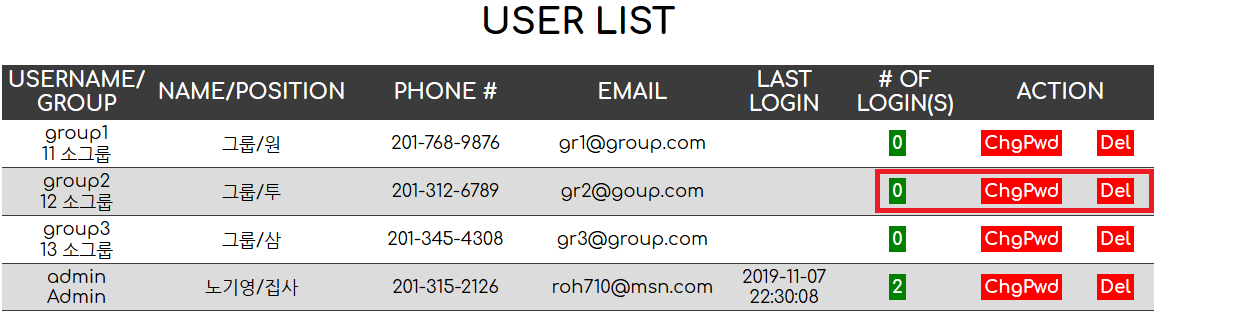 USER LIST
USERNAME/ GROUP NAME/POSITION PHONE # EMAIL LAST LOGIN # OF LOGIN(S) ACTION
group1 11 소그룹 그룹/원 201-768-9876 gr1@group.com 0 ChgPwd Del
group2 12 소그룹 그룹/투 201-312-6789 gr2@goup.com 0 ChgPwd Del
group3 13 소그룹 그룹/삼 201-345-4308 gr3@group.com 0 ChgPwd Del
admin Admin 노기영/집사 201-315-2126 roh710@msn.com 2019-11-07 22:30:08 2 ChgPwd Del